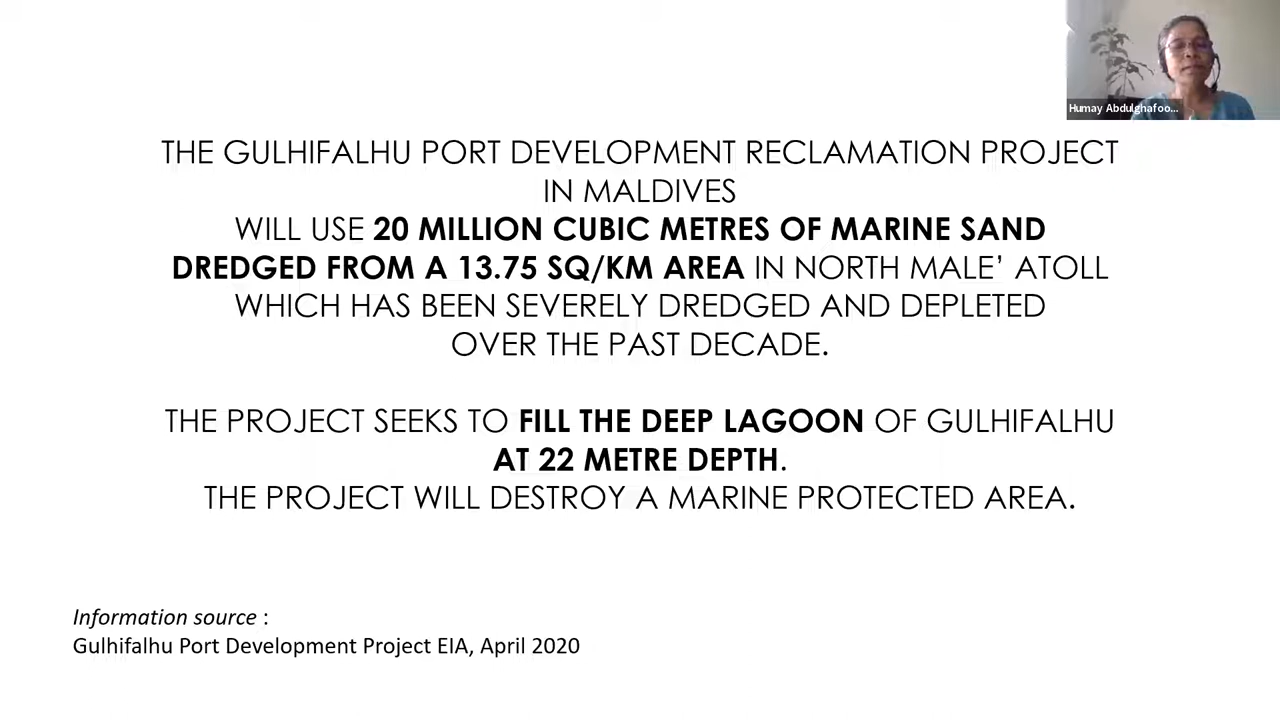 Humay Abdulghafoo...
THE GULHIFALHU PORT DEVELOPMENT RECLAMATION PROJECT
IN MALDIVES
WILL USE 20 MILLION CUBIC METRES OF MARINE SAND
DREDGED FROM A 13.75 SQ/KM AREA IN NORTH MALE’ ATOLL
WHICH HAS BEEN SEVERELY DREDGED AND DEPLETED
OVER THE PAST DECADE.
THE PROJECT SEEKS TO FILL THE DEEP LAGOON OF GULHIFALHU
AT 22 METRE DEPTH.
THE PROJECT WILL DESTROY A MARINE PROTECTED AREA.
Information source :
Gulhifalhu Port Development Project EIA, April 2020